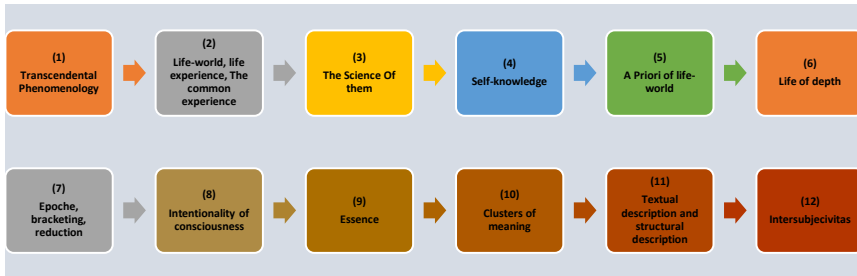 (1)
Transcendental
Phenomenology
(2)
Life-world, life
experience, The
common
experience
(3)
The Science Of
them
(4)
Self-knowledge
(5)
A Priori of life-
world
(6)
Life of depth
(7)
Epoche,
bracketing,
reduction
(8)
Intentionality of
consciousness
(9)
Essence
(10)
Clusters of
meaning
(11)
Textual
description and
structural
description
(12)
Intersubjecivitas